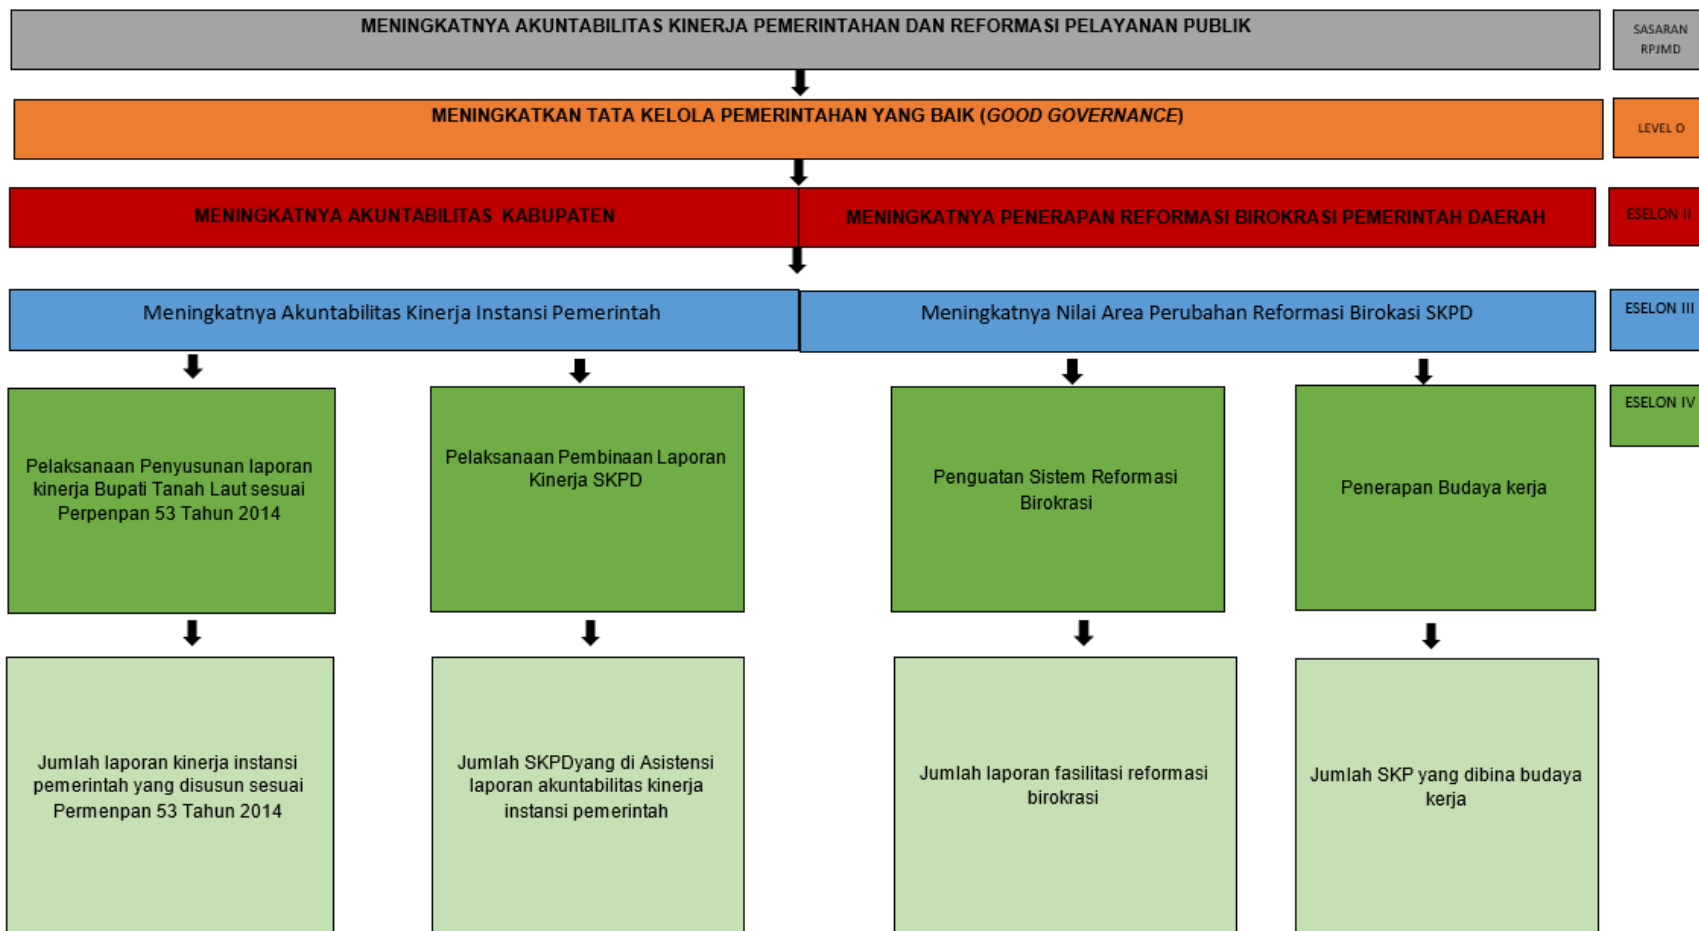 MENINGKATNYA AKUNTABILITAS KINERJA PEMERINTAHAN DAN REFORMASI PELAYANAN PUBLIK
SASARAN
RPJMD
MENINGKATKAN TATA KELOLA PEMERINTAHAN YANG BAIK (GOOD GOVERNANCE)
LEVEL O
MENINGKATNYA AKUNTABILITAS KABUPATEN
MENINGKATNYA PENERAPAN REFORMASI BIROKRASI PEMERINTAH DAERAH
ESELON II
Meningkatnya Akuntabilitas Kinerja Instansi Pemerintah
Meningkatnya Nilai Area Perubahan Reformasi Birokasi SKPD
ESELON III
ESELON IV
Pelaksanaan Penyusunan laporan
kinerja Bupati Tanah Laut sesuai
Perpenpan 53 Tahun 2014
Pelaksanaan Pembinaan Laporan
Kinerja SKPD
Penguatan Sistem Reformasi
Birokrasi
Penerapan Budaya kerja
Jumlah laporan kinerja instansi
pemerintah yang disusun sesuai
Permenpan 53 Tahun 2014
Jumlah SKPDyang di Asistensi
laporan akuntabilitas kinerja
instansi pemerintah
Jumlah laporan fasilitasi reformasi
birokrasi
Jumlah SKP yang dibina budaya
kerja